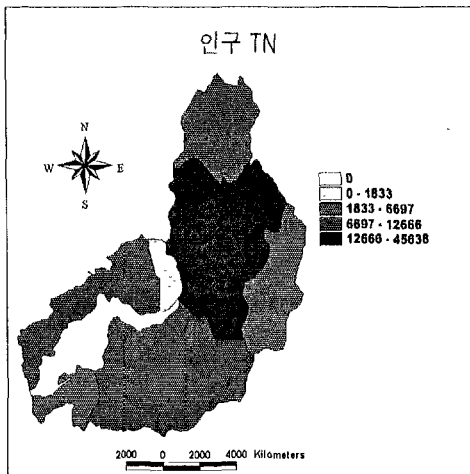 인구 TN
N
W E
S
0
0 - 1833
1833 - 6697
6697 - 12666
12666 - 45638
2000 0 2000 4000 Kilometers